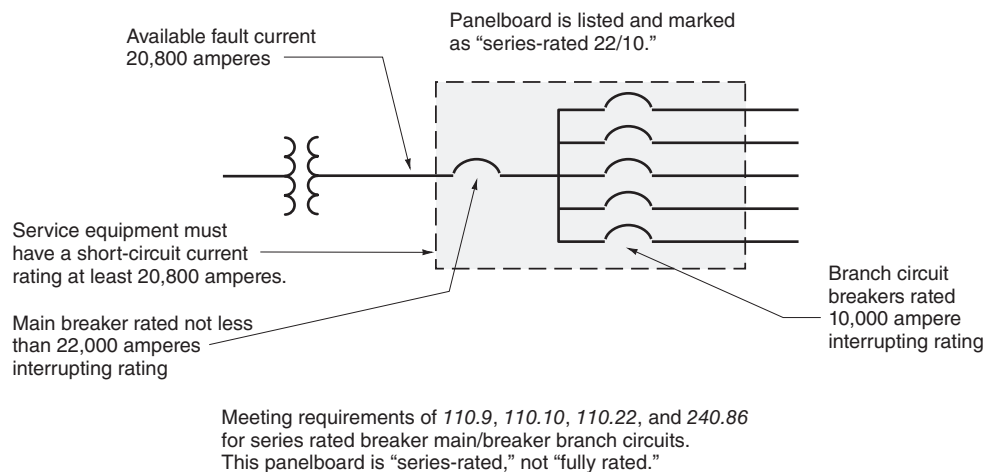 Available fault current
20,800 amperes
Panelboard is listed and marked
as “series-rated 22/10.”
Service equipment must
have a short-circuit current
rating at least 20,800 amperes.
Main breaker rated not less
than 22,000 amperes
interrupting rating
Branch circuit
breakers rated
10,000 ampere
interrupting rating
Meeting requirements of 110.9, 110.10, 110.22, and 240.86
for series rated breaker main/breaker branch circuits.
This panelboard is “series-rated,” not “fully rated.”